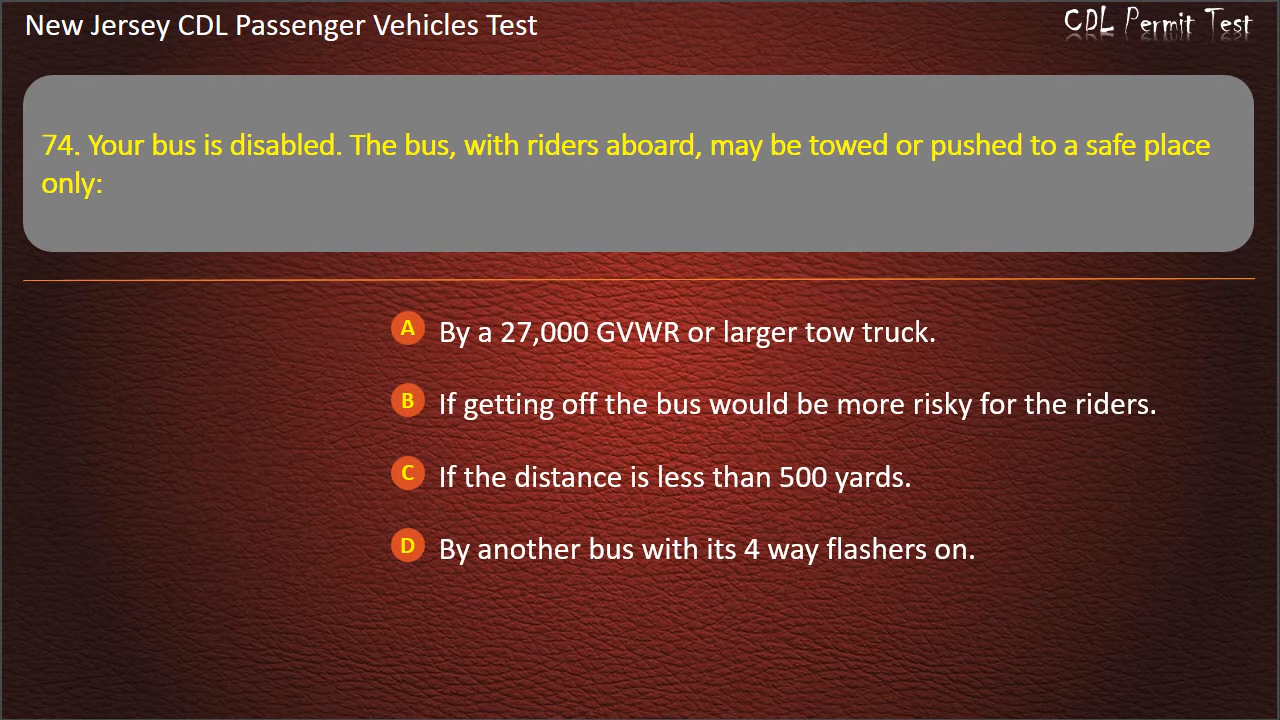 New Jersey CDL Passenger Vehicles Test
CDL Permit Test
74. Your bus is disabled. The bus, with riders aboard, may be towed or pushed to a safe place
only:
A By a 27,000 GVWR or larger tow truck.
B If getting off the bus would be more risky for the riders.
C If the distance is less than 500 yards.
D By another bus with its 4 way flashers on.